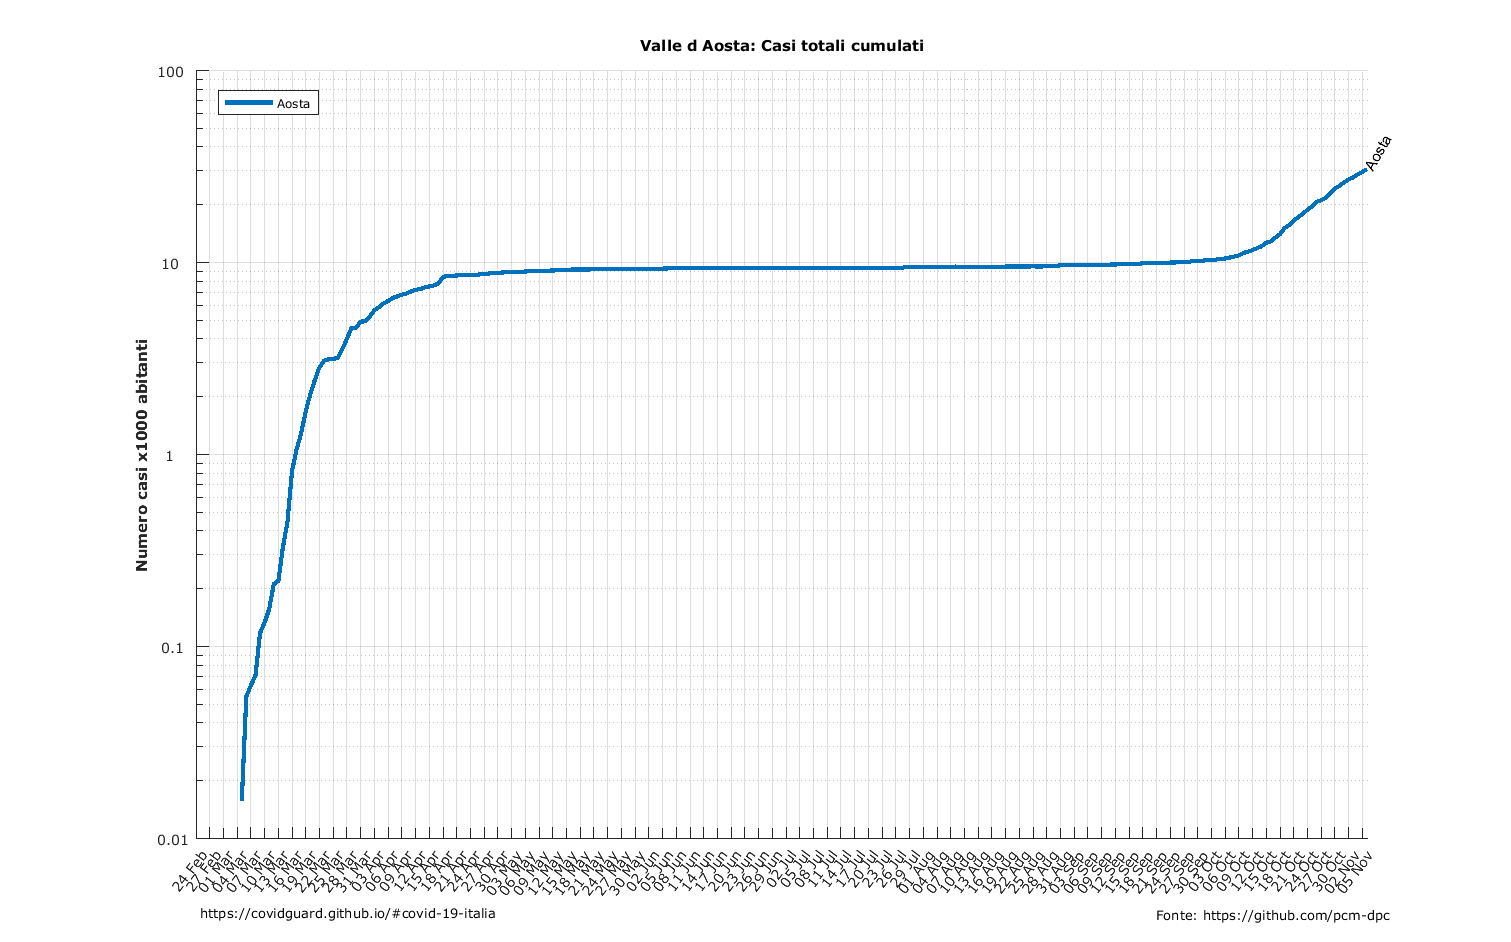 Valle d Aosta: Casi totali cumulati
100
10
1
0.1
0.01
Numero casi x1000 abitanti
Aosta
Aosta
24 Feb
27 Feb
01 Mar
04 Mar
07 Mar
10 Mar
13 Mar
16 Mar
19 Mar
22 Mar
25 Mar
28 Mar
31 Mar
03 Apr
06 Apr
09 Apr
12 Apr
15 Apr
18 Apr
21 Apr
24 Apr
27 Apr
30 Apr
03 May
06 May
09 May
12 May
15 May
18 May
21 May
24 May
27 May
30 May
02 Jun
05 Jun
08 Jun
11 Jun
14 Jun
17 Jun
20 Jun
23 Jun
26 Jun
29 Jun
02 Jul
05 Jul
08 Jul
11 Jul
14 Jul
17 Jul
20 Jul
23 Jul
26 Jul
29 Jul
01 Aug
04 Aug
07 Aug
10 Aug
13 Aug
16 Aug
19 Aug
22 Aug
25 Aug
28 Aug
31 Aug
03 Sep
06 Sep
09 Sep
12 Sep
15 Sep
18 Sep
21 Sep
24 Sep
27 Sep
30 Sep
03 Oct
06 Oct
09 Oct
12 Oct
15 Oct
18 Oct
21 Oct
24 Oct
27 Oct
30 Oct
02 Nov
05 Nov
https://covidguard.github.io/#covid-19-italia
Fonte: https://github.com/pcm-dpc